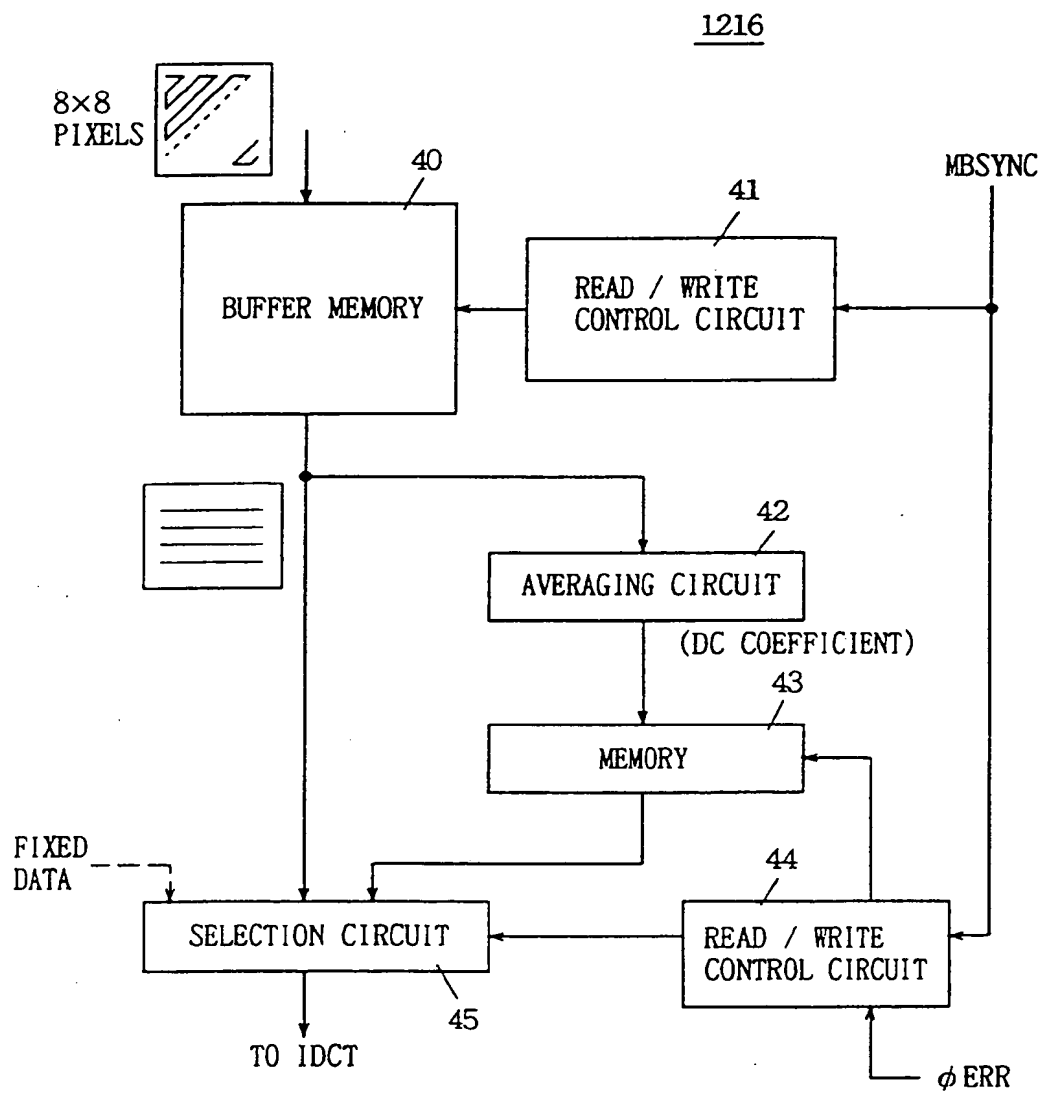 1216
8×8
PIXELS
40
MBSYNC
41
BUFFER MEMORY
READ / WRITE
CONTROL CIRCUIT
42
AVERAGING CIRCUIT
(DC COEFFICIENT)
43
MEMORY
FIXED
DATA
44
SELECTION CIRCUIT
READ / WRITE
CONTROL CIRCUIT
45
TO IDCT
φ ERR